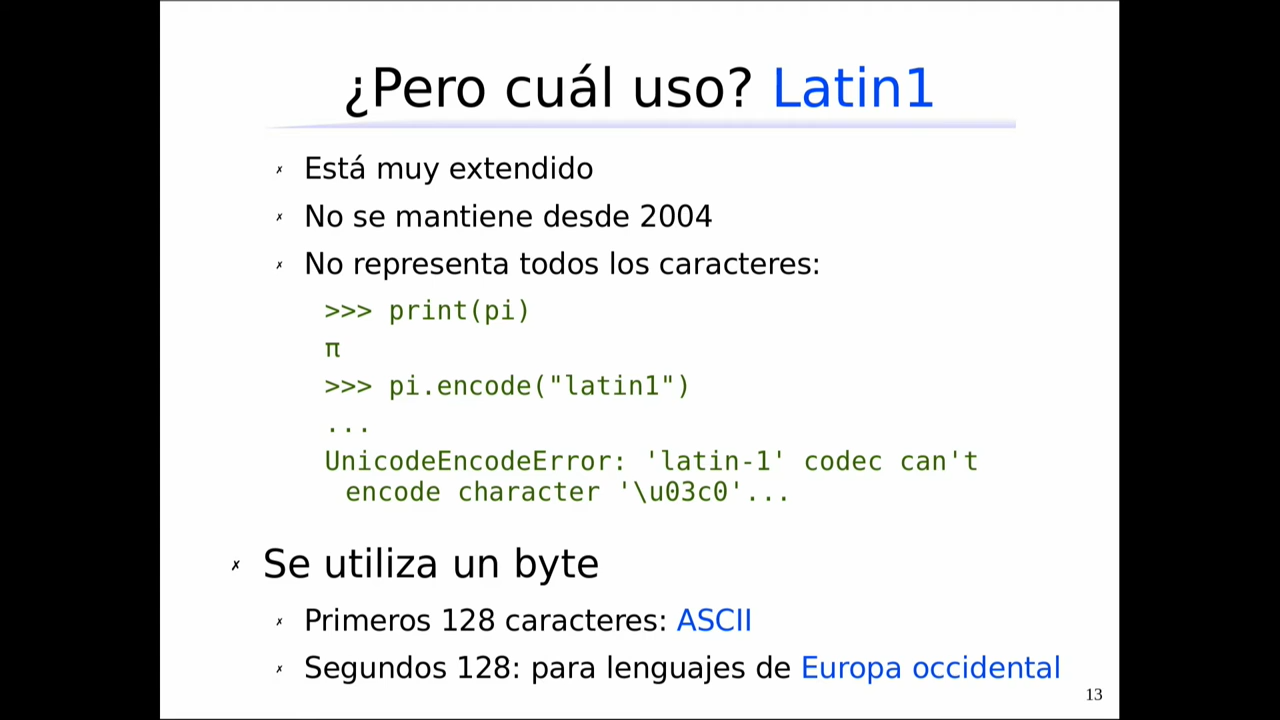 ¿Pero cuál uso? Latin1
✗ Está muy extendido
✗ No se mantiene desde 2004
✗ No representa todos los caracteres:
>>> print(pi)
π
>>> pi.encode("latin1")
...
UnicodeEncodeError: 'latin-1' codec can't
encode character '\u03c0'...
✗ Se utiliza un byte
✗ Primeros 128 caracteres: ASCII
✗ Segundos 128: para lenguajes de Europa occidental
13